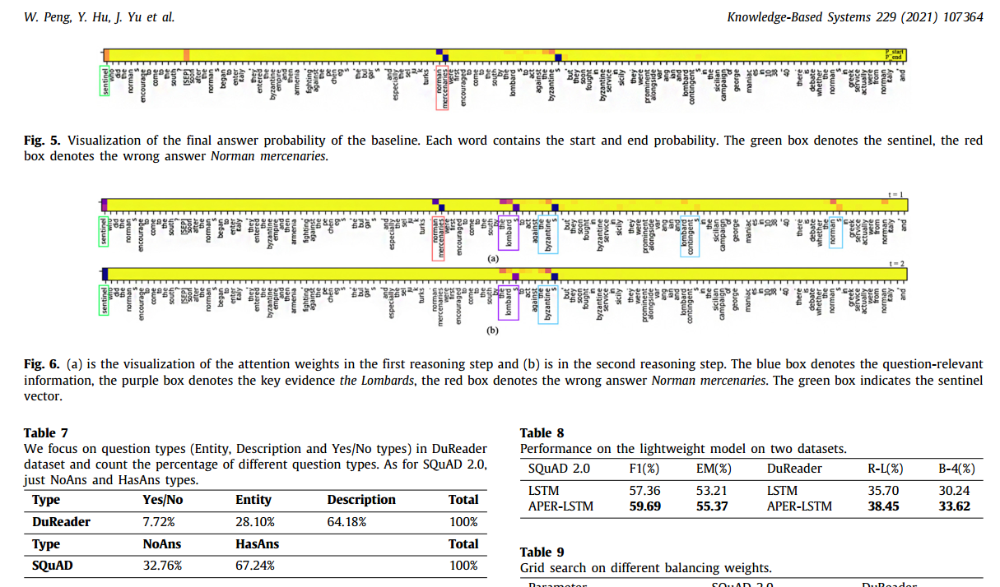 W. Peng, Y. Hu, J. Yu et al.
Knowledge-Based Systems 229 (2021) 107364
P_start
P_end
sentinel who did the norman s encourage to come to the south ? [SEP] soon after the norman s began to enter italy , they entered the byzantine empire and then armenia , fighting against the pe chen eg s , the bul gar s , and especially the sel ju k turks . norman mercenaries were first encouraged to come to the south by the lombard s to act against the byzantine s , but they soon fought in byzantine service in sicily . they were prominent alongside var ang ian and lombard contingent s in the sicilian campaign of george maniac es in 10 38 - 40 . there is debate whether the norman s in greek service actually were from norman italy , and
Fig. 5. Visualization of the final answer probability of the baseline. Each word contains the start and end probability. The green box denotes the sentinel, the red
box denotes the wrong answer Norman mercenaries.
t = 1
sentinel who did the norman s encourage to come to the south ? [SEP] soon after the norman s began to enter italy , they entered the byzantine empire and then armenia , fighting against the pe chen eg s , the bul gar s , and especially the sel ju k turks . norman mercenaries were first encouraged to come to the south by the lombard s to act against the byzantine s , but they soon fought in byzantine service in sicily . they were prominent alongside var ang ian and lombard contingent s in the sicilian campaign of george maniac es in 10 38 - 40 . there is debate whether the norman s in greek service actually were from norman italy , and
(a)
t = 2
sentinel who did the norman s encourage to come to the south ? [SEP] soon after the norman s began to enter italy , they entered the byzantine empire and then armenia , fighting against the pe chen eg s , the bul gar s , and especially the sel ju k turks . norman mercenaries were first encouraged to come to the south by the lombard s to act against the byzantine s , but they soon fought in byzantine service in sicily . they were prominent alongside var ang ian and lombard contingent s in the sicilian campaign of george maniac es in 10 38 - 40 . there is debate whether the norman s in greek service actually were from norman italy , and
(b)
Fig. 6. (a) is the visualization of the attention weights in the first reasoning step and (b) is in the second reasoning step. The blue box denotes the question-relevant
information, the purple box denotes the key evidence the Lombards, the red box denotes the wrong answer Norman mercenaries. The green box indicates the sentinel
vector.
Table 7
We focus on question types (Entity, Description and Yes/No types) in DuReader
dataset and count the percentage of different question types. As for SQuAD 2.0,
just NoAns and HasAns types.
Type Yes/No Entity Description Total
DuReader 7.72% 28.10% 64.18% 100%
Type NoAns HasAns Total
SQuAD 32.76% 67.24% 100%
Table 8
Performance on the lightweight model on two datasets.
SQuAD 2.0 F1(%) EM(%) DuReader R-L(%) B-4(%)
LSTM 57.36 53.21 LSTM 35.70 30.24
APER-LSTM 59.69 55.37 APER-LSTM 38.45 33.62
Table 9
Grid search on different balancing weights.
Parameter SQuAD 2.0 DuReader